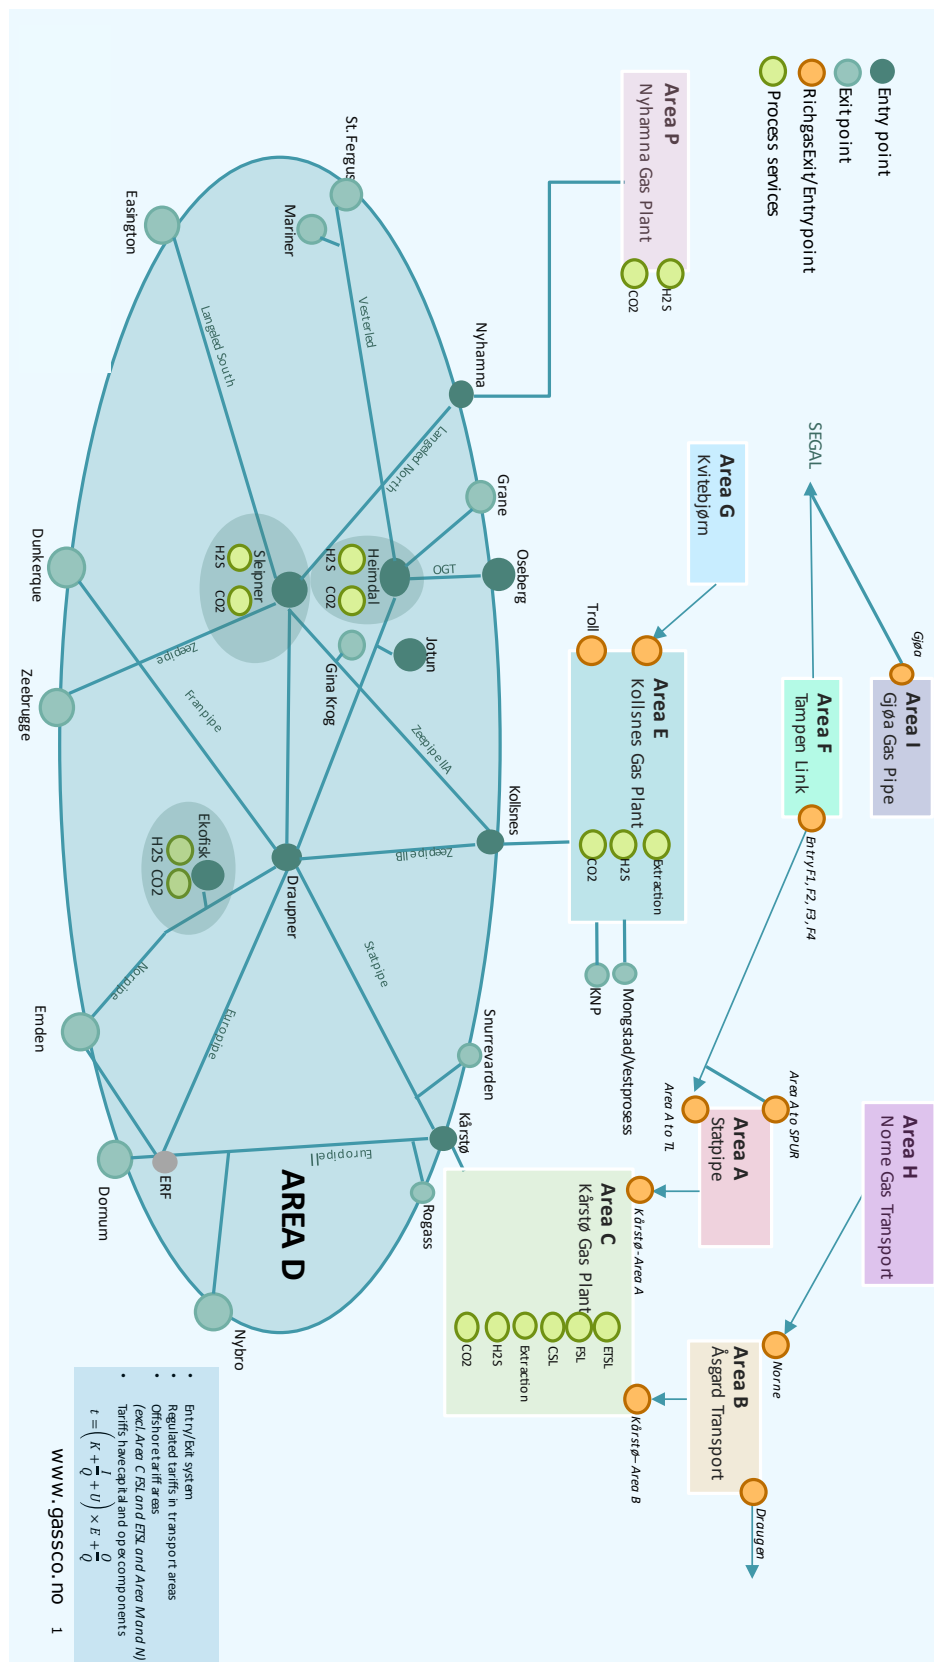 Entry point
Exitpoint
RichgasExit/Entrypoint
Process services
Area P
Nyhamna Gas Plant
H2S
CO2
SEGAL
Gjøa
Area I
Gjøa Gas Pipe
Area F
Tampen Link
Entry F1, F2, F3, F4
Area G
Kvitebjørn
Troll
Area E
Kollsnes Gas Plant
Extraction
H2S
CO2
KNP
Mongstad/Vestprosess
Area H
Norne Gas Transport
Area A to SPUR
Area A to TL
Area A
Statpipe
Kårstø-Area A
Area C
Kårstø Gas Plant
ETSL
FSL
CSL
Extraction
H2S
CO2
Norne
Area B
Åsgard Transport
Kårstø–Area B
Draugen
St. Fergus
Mariner
Easington
Vesterled
Langeled South
Nyhamna
Langeled North
Grane
Oseberg
OGT
Heimdal
H2S
CO2
Sleipner
H2S
CO2
Jotun
Gina Krog
Dunkerque
Zeebrugge
Zeepipe
Franpipe
Zeepipe IIA
Kollsnes
Zeepipe IIB
Draupner
Ekofisk
H2S
CO2
Norpipe
Emden
Europipe
Statpipe
Snurrevarden
Kårstø
Europipe II
Rogass
ERF
Dornum
Nybro
AREA D
• Entry/Exit system
• Regulated tariffs in transport areas
• Offshore tariff areas
(excl. Area C FSL and ETSL and Area M and N)
• Tariffs have capital and opex components
t = (K + I/Q + U) × E + O/Q
www.gassco.no 1